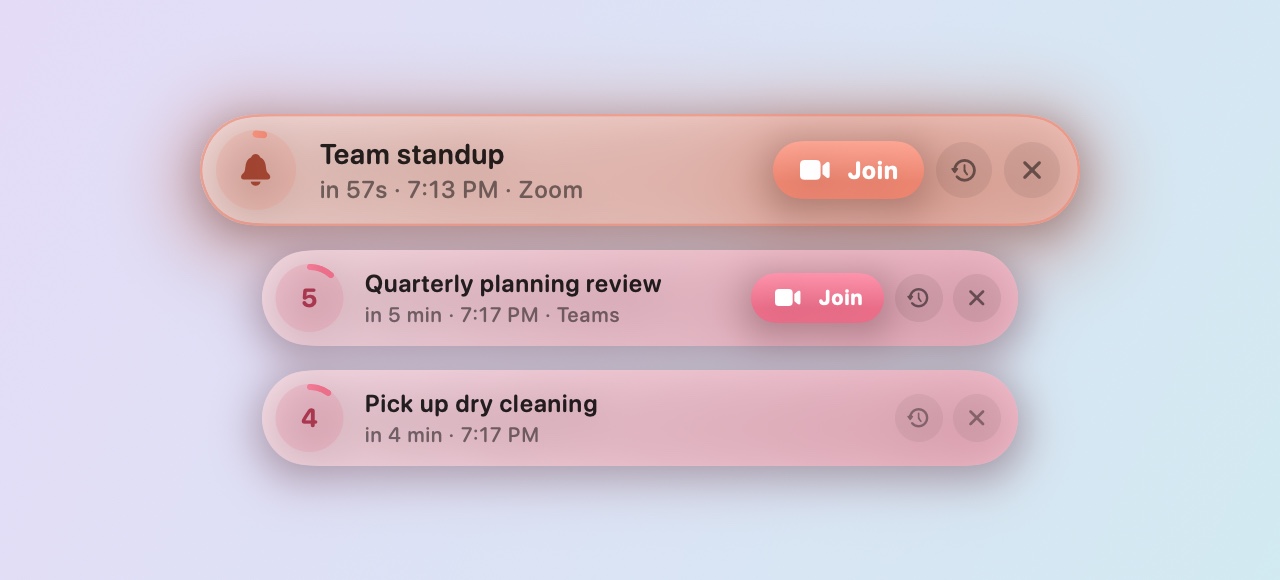 Team standup
in 57s · 7:13 PM · Zoom
Join
5
Quarterly planning review
in 5 min · 7:17 PM · Teams
Join
4
Pick up dry cleaning
in 4 min · 7:17 PM